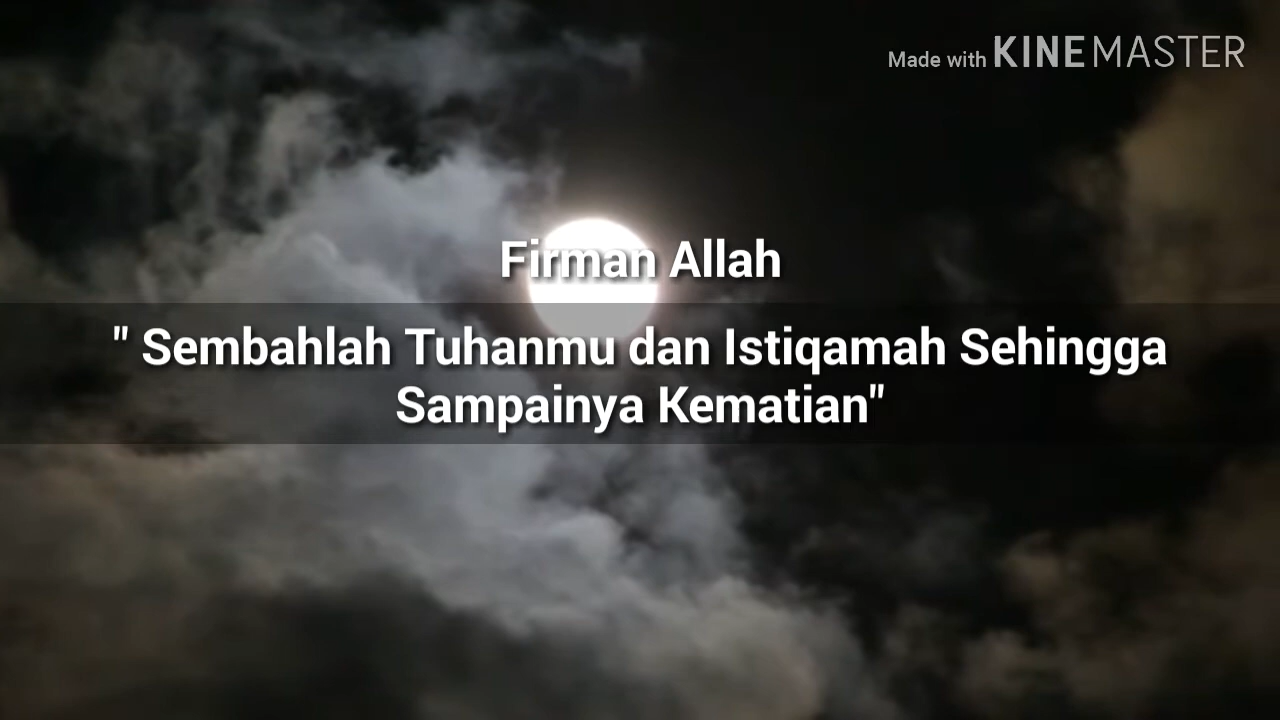 Made with KINEMASTER
Firman Allah
" Sembahlah Tuhanmu dan Istiqamah Sehingga
Sampainya Kematian"